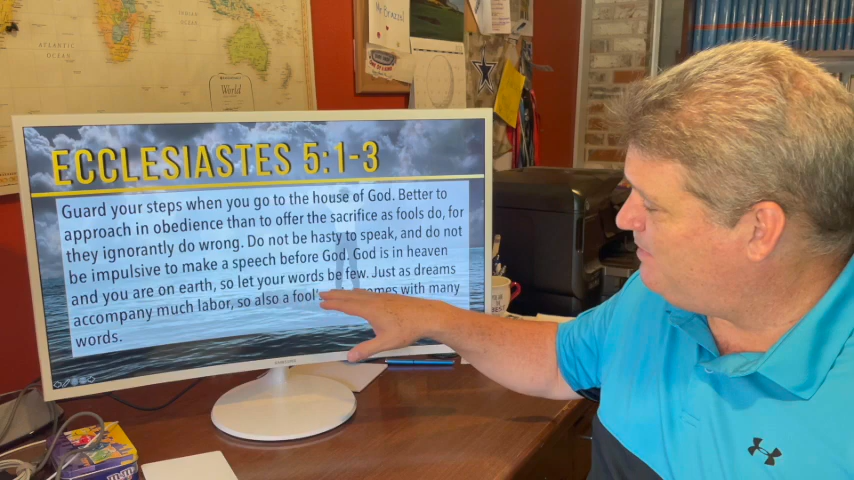 ATLANTIC
OCEAN
World
ECCLESIASTES 5:1-3
Guard your steps when you go to the house of God. Better to
approach in obedience than to offer the sacrifice as fools do, for
they ignorantly do wrong. Do not be hasty to speak, and do not
be impulsive to make a speech before God. God is in heaven
and you are on earth, so let your words be few. Just as dreams
accompany much labor, so also a fool's comes with many
words.
m&m's